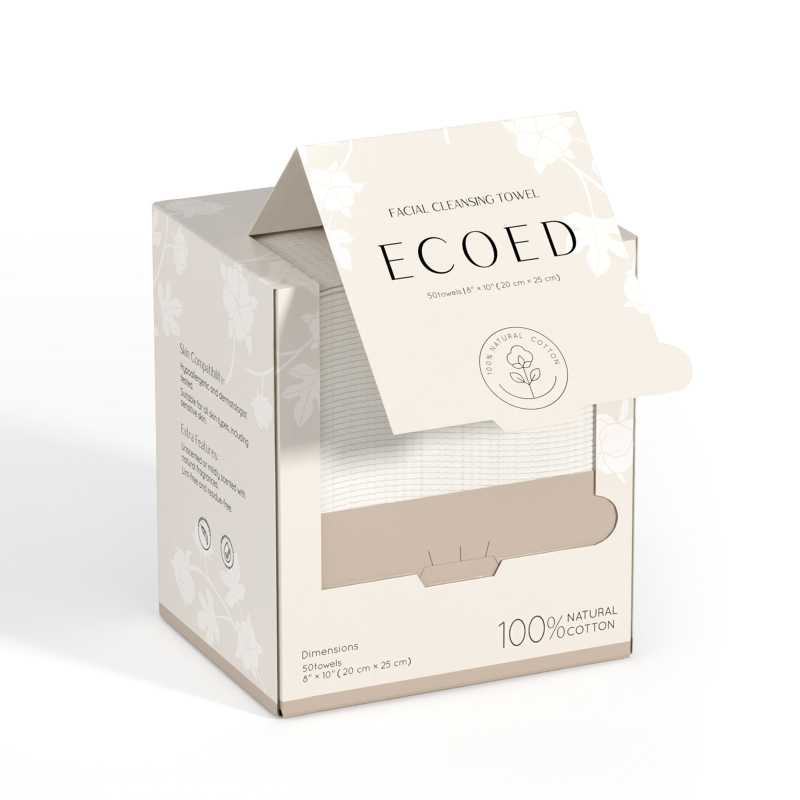 FACIAL CLEANSING TOWEL
ECOED
50towels|8" × 10" (20 cm × 25 cm)
100% NATURAL COTTON
Skin Compatibility:
Hypoallergenic and dermatologist
tested.
Suitable for all skin types, including
sensitive skin.
Extra Features:
Unscented or mildly scented with
natural fragrances.
Lint-free and residue-free.
Dimensions
50towels
8" × 10" (20 cm × 25 cm)
100% NATURAL
COTTON